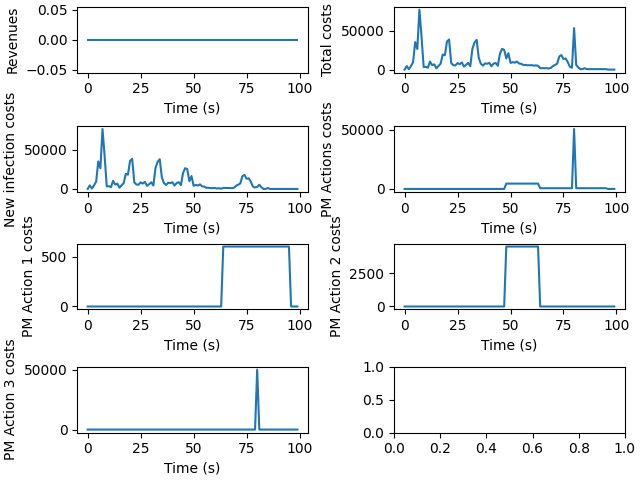 Revenues
0.05
0.00
−0.05
0 25 50 75 100
Time (s)
Total costs
50000
0
0 25 50 75 100
Time (s)
New infection costs
50000
0
0 25 50 75 100
Time (s)
PM Actions costs
50000
0
0 25 50 75 100
Time (s)
PM Action 1 costs
500
0
0 25 50 75 100
Time (s)
PM Action 2 costs
2500
0
0 25 50 75 100
Time (s)
PM Action 3 costs
50000
0
0 25 50 75 100
Time (s)
1.0
0.5
0.0
0.0 0.2 0.4 0.6 0.8 1.0